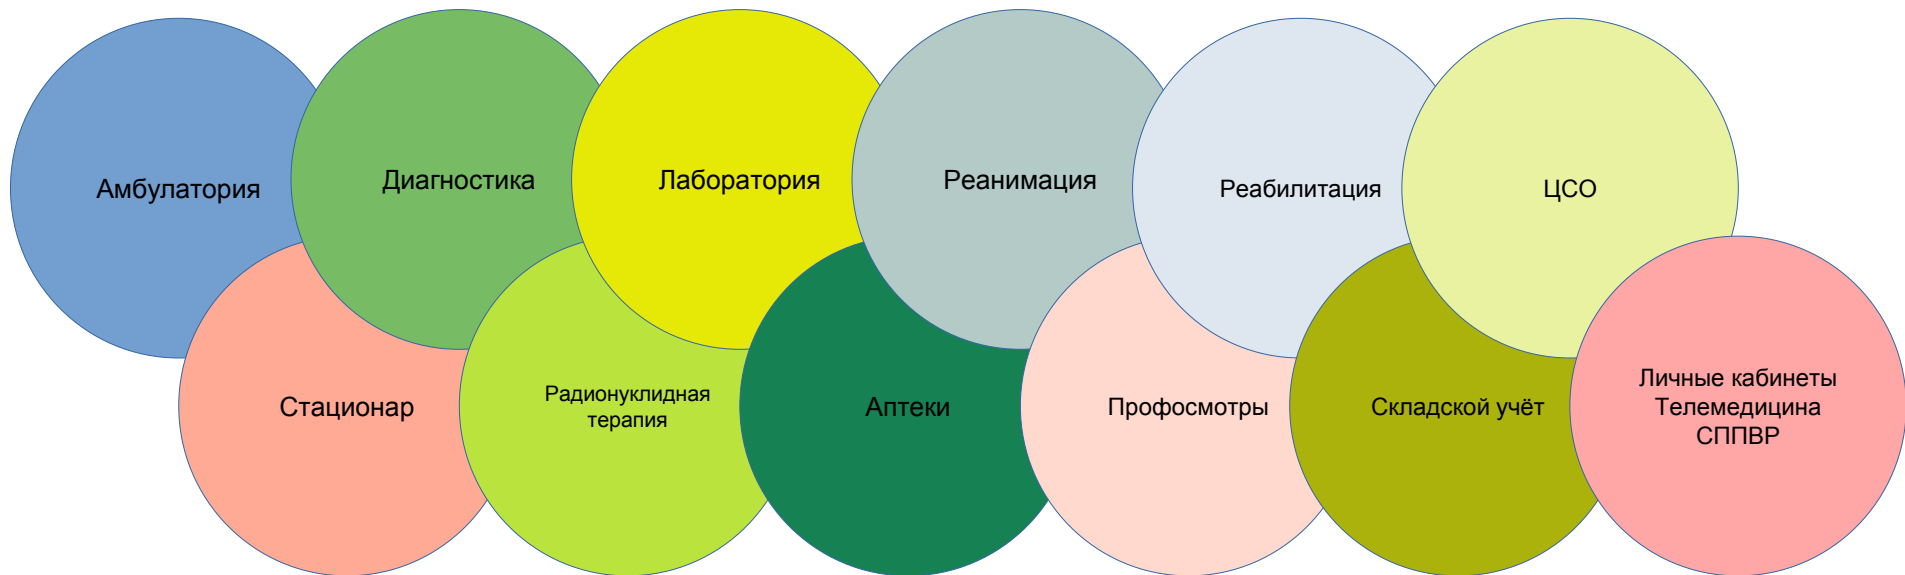 Амбулатория
Диагностика
Лаборатория
Реанимация
Реабилитация
ЦСО
Стационар
Радионуклидная
терапия
Аптеки
Профосмотры
Складской учёт
Личные кабинеты
Телемедицина
СППВР